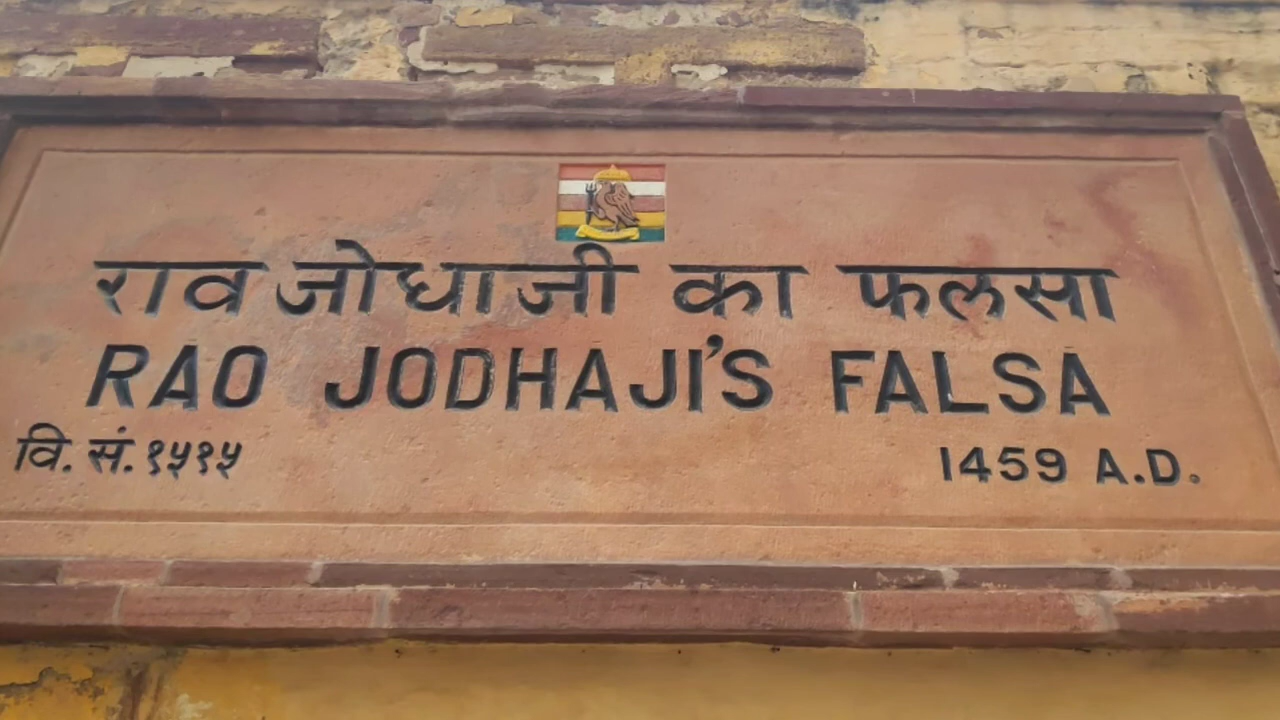 राव जोधाजी का फलसा
RAO JODHAJI'S FALSA
वि. सं. १५१५ 1459 A.D.